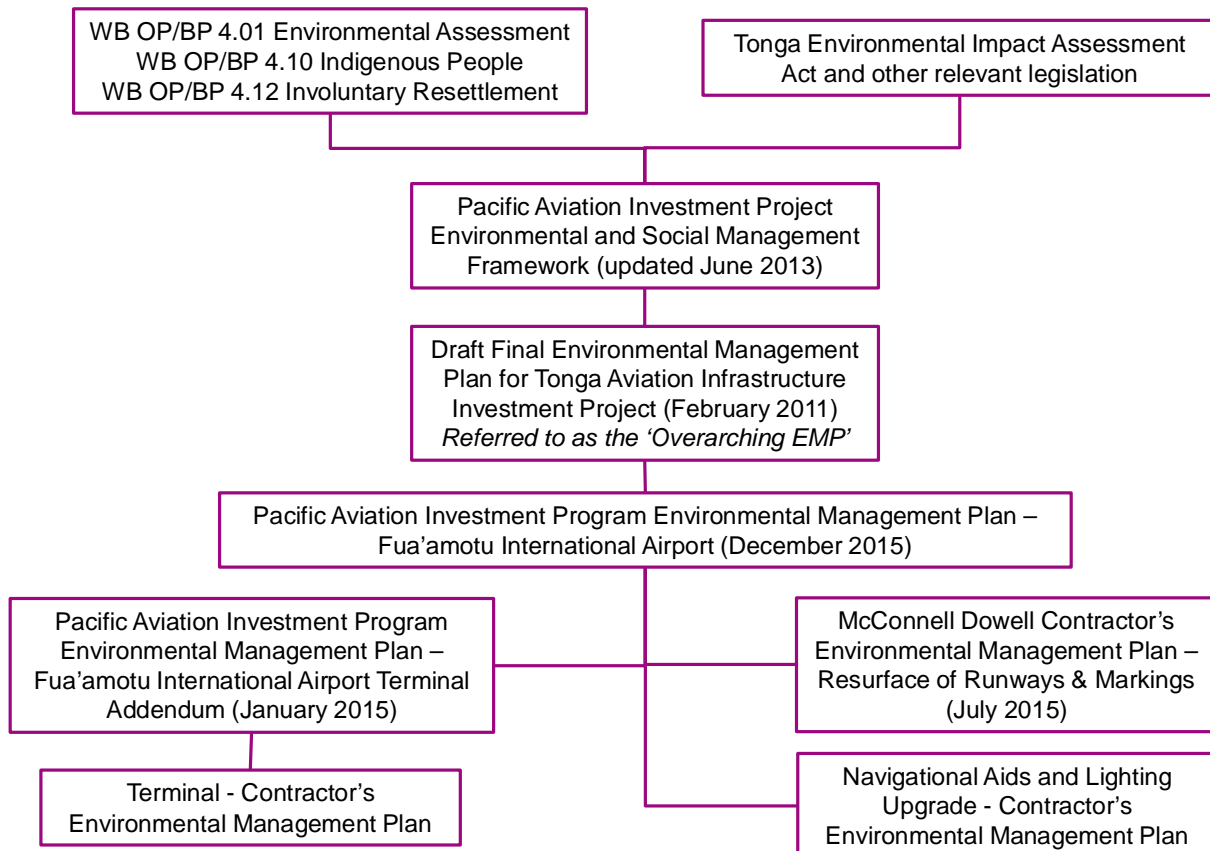 WB OP/BP 4.01 Environmental Assessment
WB OP/BP 4.10 Indigenous People
WB OP/BP 4.12 Involuntary Resettlement
Tonga Environmental Impact Assessment
Act and other relevant legislation
Pacific Aviation Investment Project
Environmental and Social Management
Framework (updated June 2013)
Draft Final Environmental Management
Plan for Tonga Aviation Infrastructure
Investment Project (February 2011)
Referred to as the ‘Overarching EMP’
Pacific Aviation Investment Program Environmental Management Plan –
Fua’amotu International Airport (December 2015)
Pacific Aviation Investment Program
Environmental Management Plan –
Fua’amotu International Airport Terminal
Addendum (January 2015)
McConnell Dowell Contractor’s
Environmental Management Plan –
Resurface of Runways & Markings
(July 2015)
Terminal - Contractor’s
Environmental Management Plan
Navigational Aids and Lighting
Upgrade - Contractor’s
Environmental Management Plan